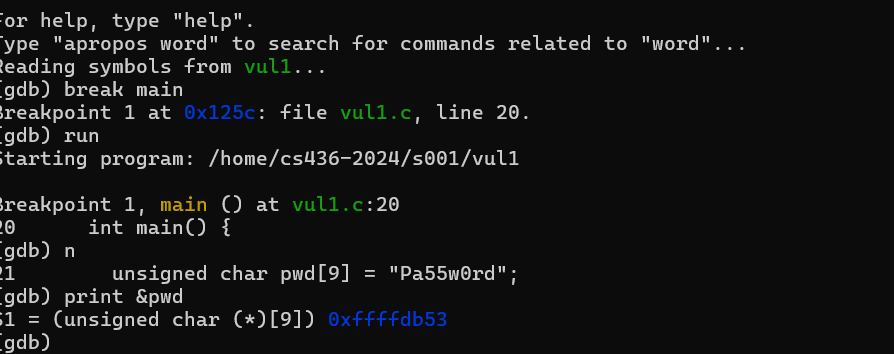 For help, type "help".
Type "apropos word" to search for commands related to "word"...
Reading symbols from vul1...
(gdb) break main
Breakpoint 1 at 0x125c: file vul1.c, line 20.
(gdb) run
Starting program: /home/cs436-2024/s001/vul1
Breakpoint 1, main () at vul1.c:20
20      int main() {
(gdb) n
21        unsigned char pwd[9] = "Pa55w0rd";
(gdb) print &pwd
$1 = (unsigned char (*)[9]) 0xffffdb53
(gdb)